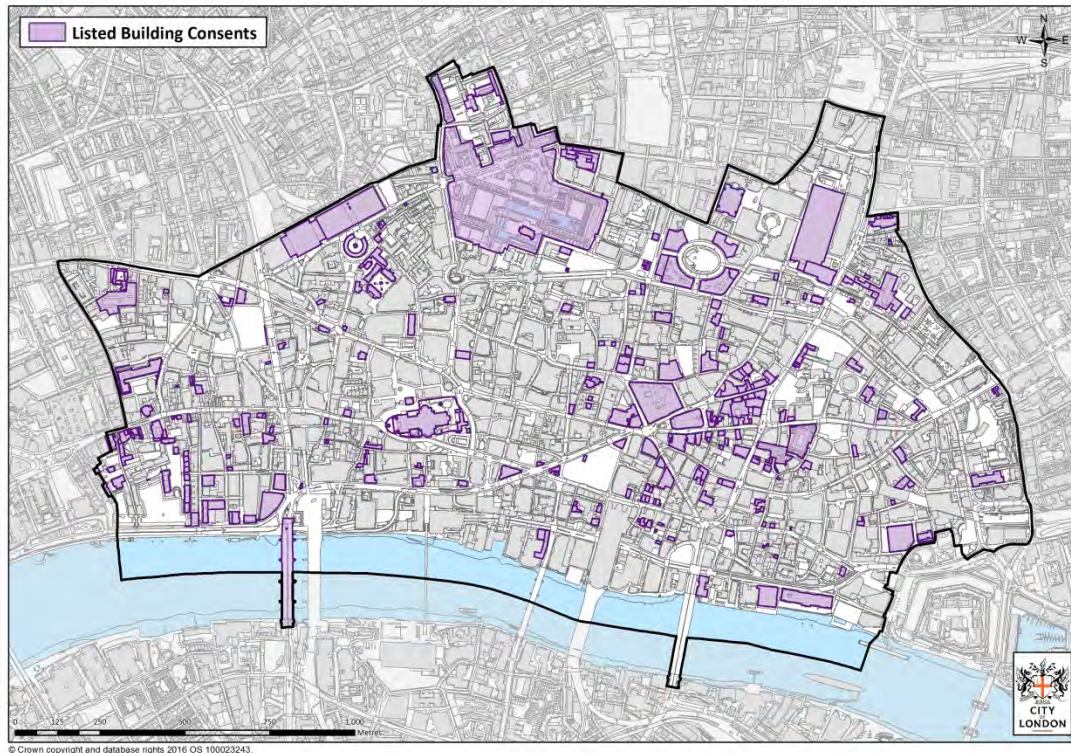 Listed Building Consents
N
W E
S
0 125 250 500 750 1,000
Metres
CITY
OF
LONDON
© Crown copyright and database rights 2016 OS 100023243.